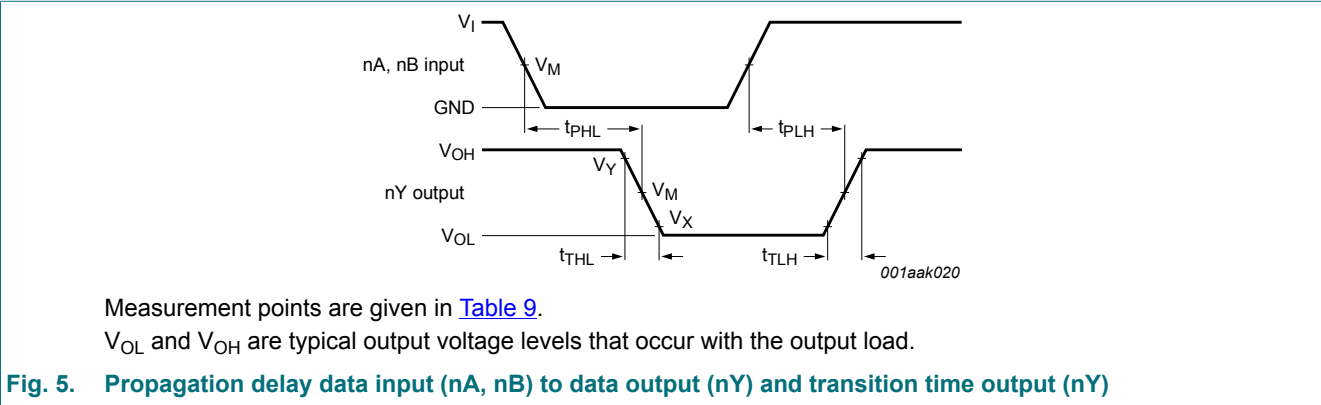 V_I
nA, nB input
V_M
GND
t_PHL
t_PLH
V_OH
V_Y
nY output
V_M
V_X
V_OL
t_THL
t_TLH
001aak020
Measurement points are given in Table 9.
V_OL and V_OH are typical output voltage levels that occur with the output load.
Fig. 5. Propagation delay data input (nA, nB) to data output (nY) and transition time output (nY)